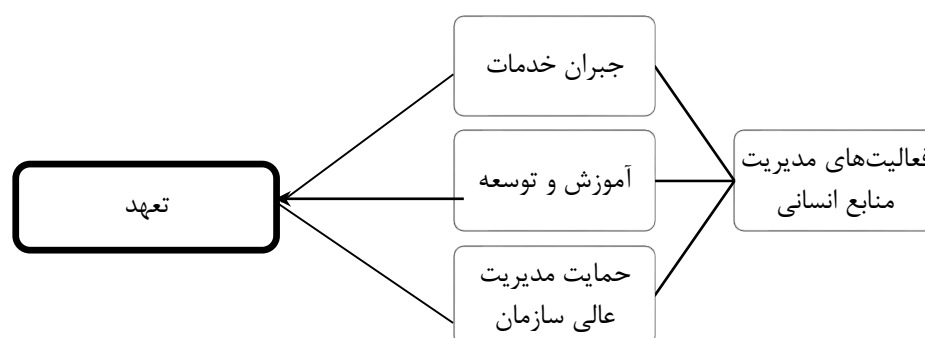 جبران خدمات
فعالیت‌های مدیریت
منابع انسانی
آموزش و توسعه
تعهد
حمایت مدیریت
عالی سازمان